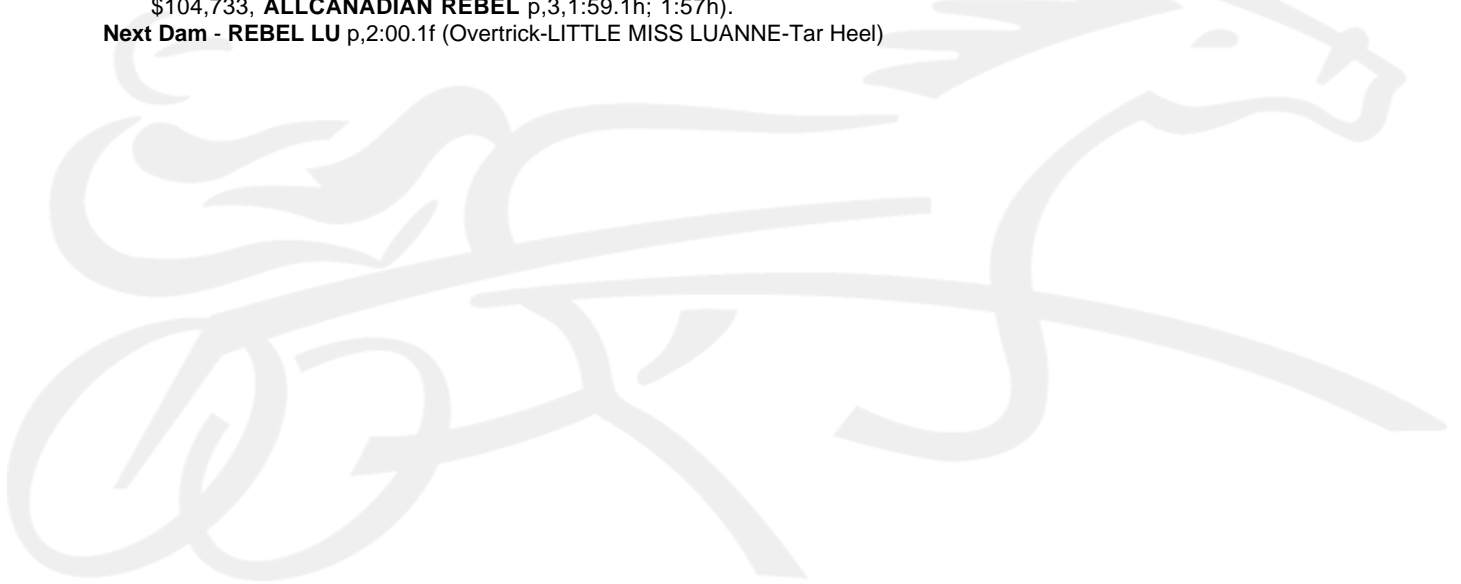 $104,733, ALLCANADIAN REBEL p,3,1:59.1h; 1:57h).
Next Dam - REBEL LU p,2:00.1f (Overtrick-LITTLE MISS LUANNE-Tar Heel)